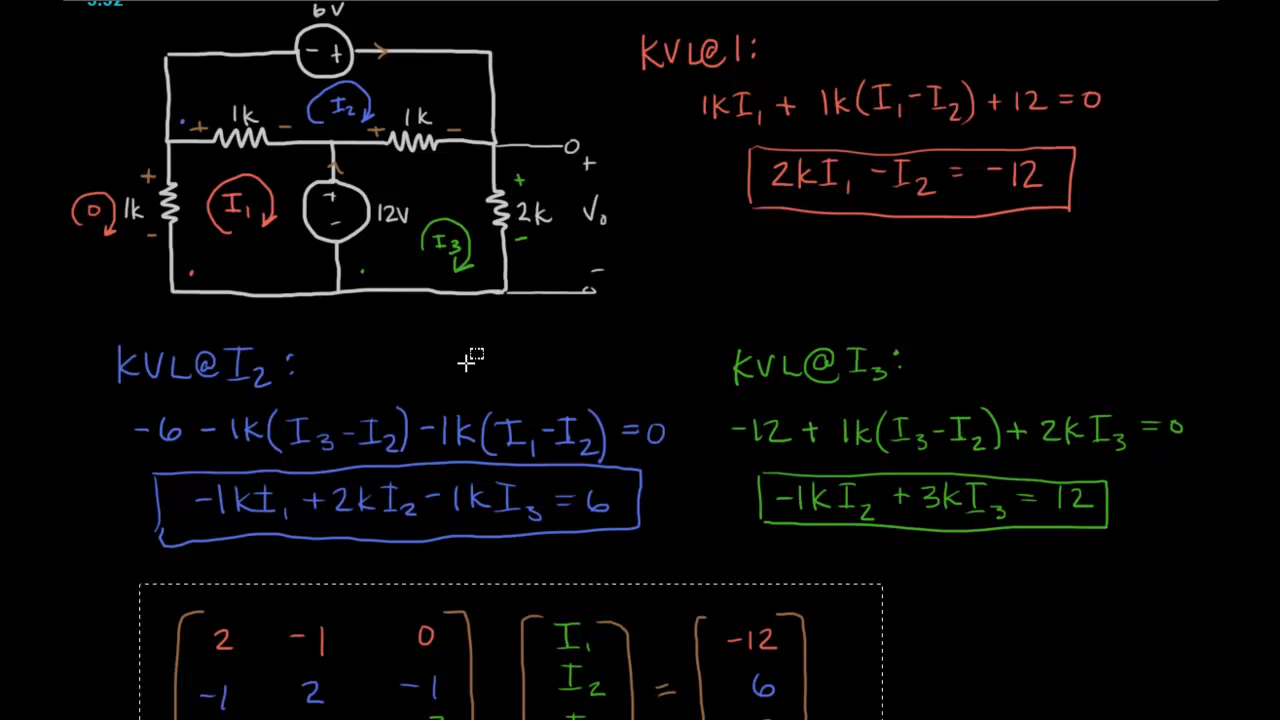 6V
- +
KVL@1:
1kI₁ + 1k(I₁-I₂) + 12 = 0
2kI₁ - I₂ = -12
I₂
1k
1k
+ -
+ -
+
0
1k
-
I₁
+
-
12V
I₃
+
2k
-
+
V₀
-
KVL@I₂:
-6 - 1k(I₃-I₂) - 1k(I₁-I₂) = 0
-1kI₁ + 2kI₂ - 1kI₃ = 6
KVL@I₃:
-12 + 1k(I₃-I₂) + 2kI₃ = 0
-1kI₂ + 3kI₃ = 12
2 -1 0 I₁ -12
-1 2 -1 I₂ = 6